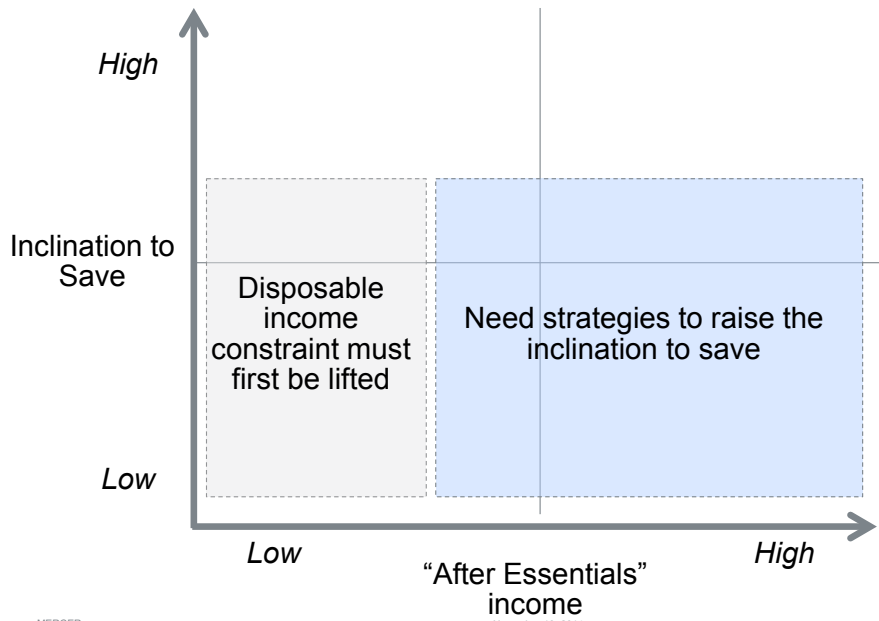 High
Inclination to
Save
Disposable
income
constraint must
first be lifted
Need strategies to raise the
inclination to save
Low
Low
High
“After Essentials”
income